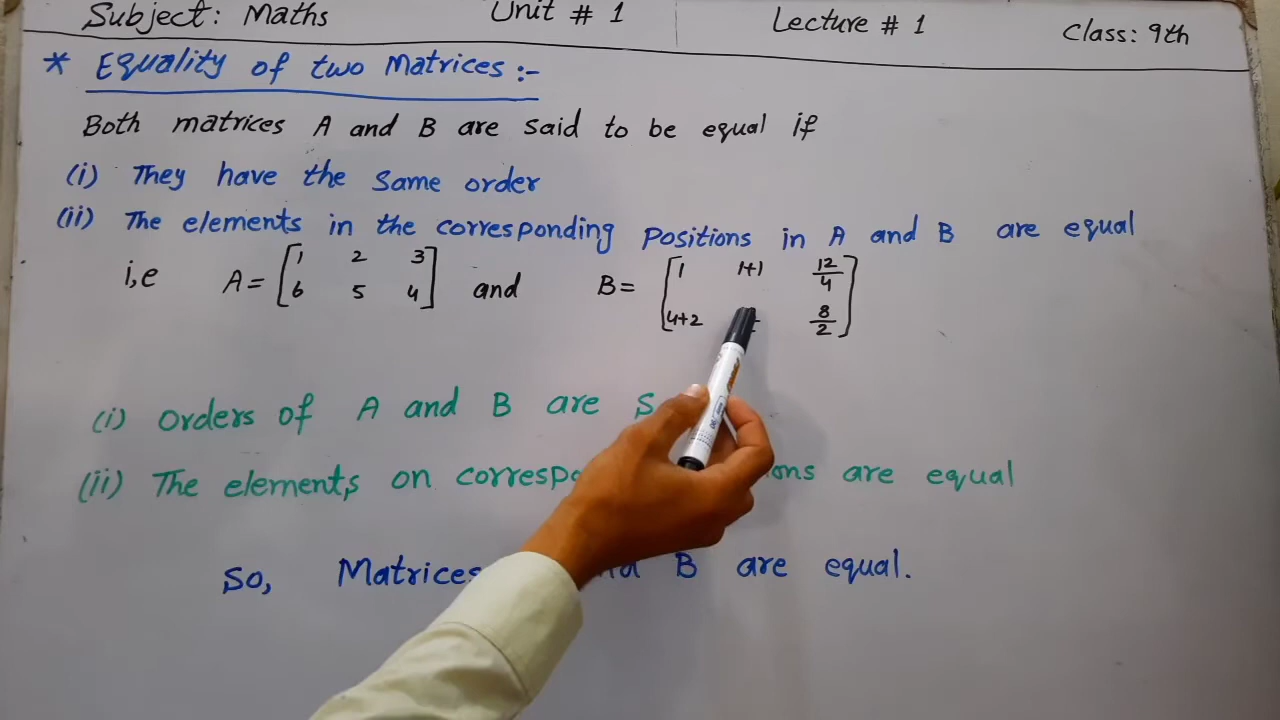 Subject: Maths Unit # 1 Lecture # 1 Class: 9th
* Equality of two Matrices :-
Both matrices A and B are said to be equal if
(i) They have the same order
(ii) The elements in the corresponding Positions in A and B are equal
i,e A = [1 2 3 and B = [1 1+1 12/4
6 5 4] 4+2 8/2]
(i) Orders of A and B are
(ii) The elements on are equal
So, Matrices B are equal.